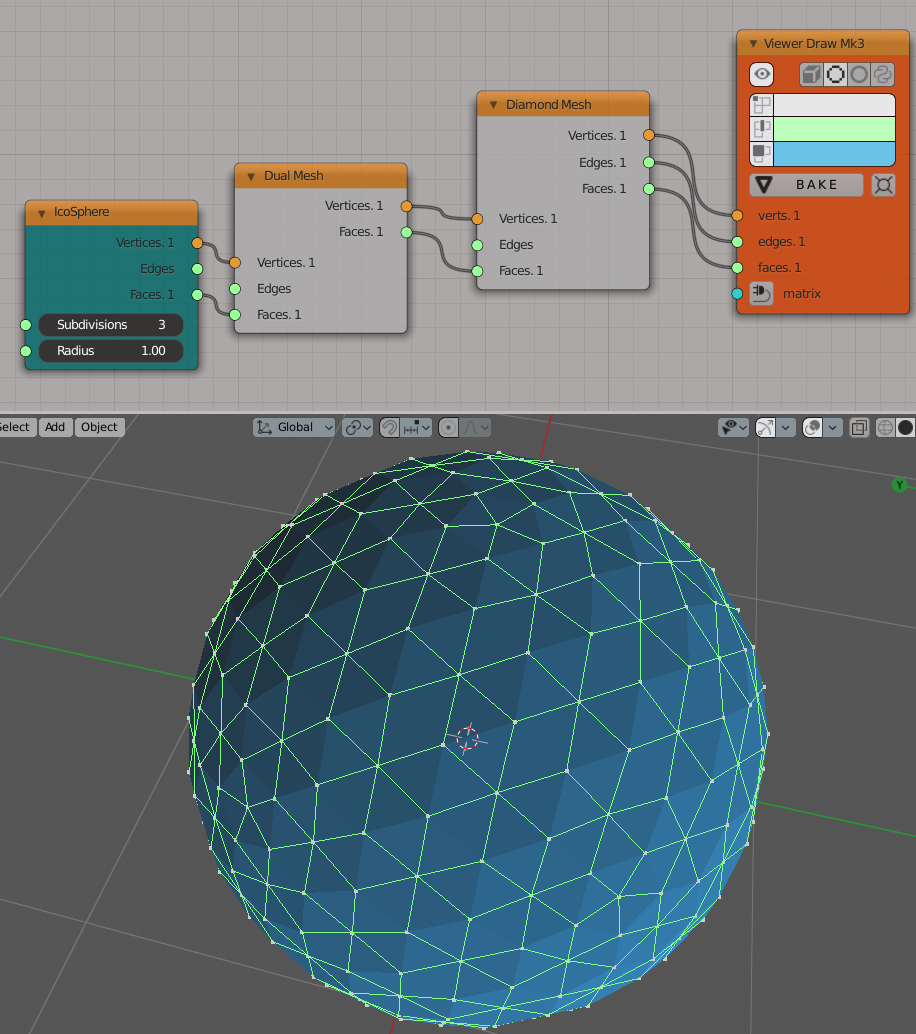 Viewer Draw Mk3
BAKE
verts. 1
edges. 1
faces. 1
matrix
Diamond Mesh
Vertices. 1
Edges. 1
Faces. 1
Vertices. 1
Edges
Faces. 1
Dual Mesh
Vertices. 1
Faces. 1
Vertices. 1
Edges
Faces. 1
IcoSphere
Vertices. 1
Edges
Faces. 1
Subdivisions 3
Radius 1.00
Select Add Object Global
Y